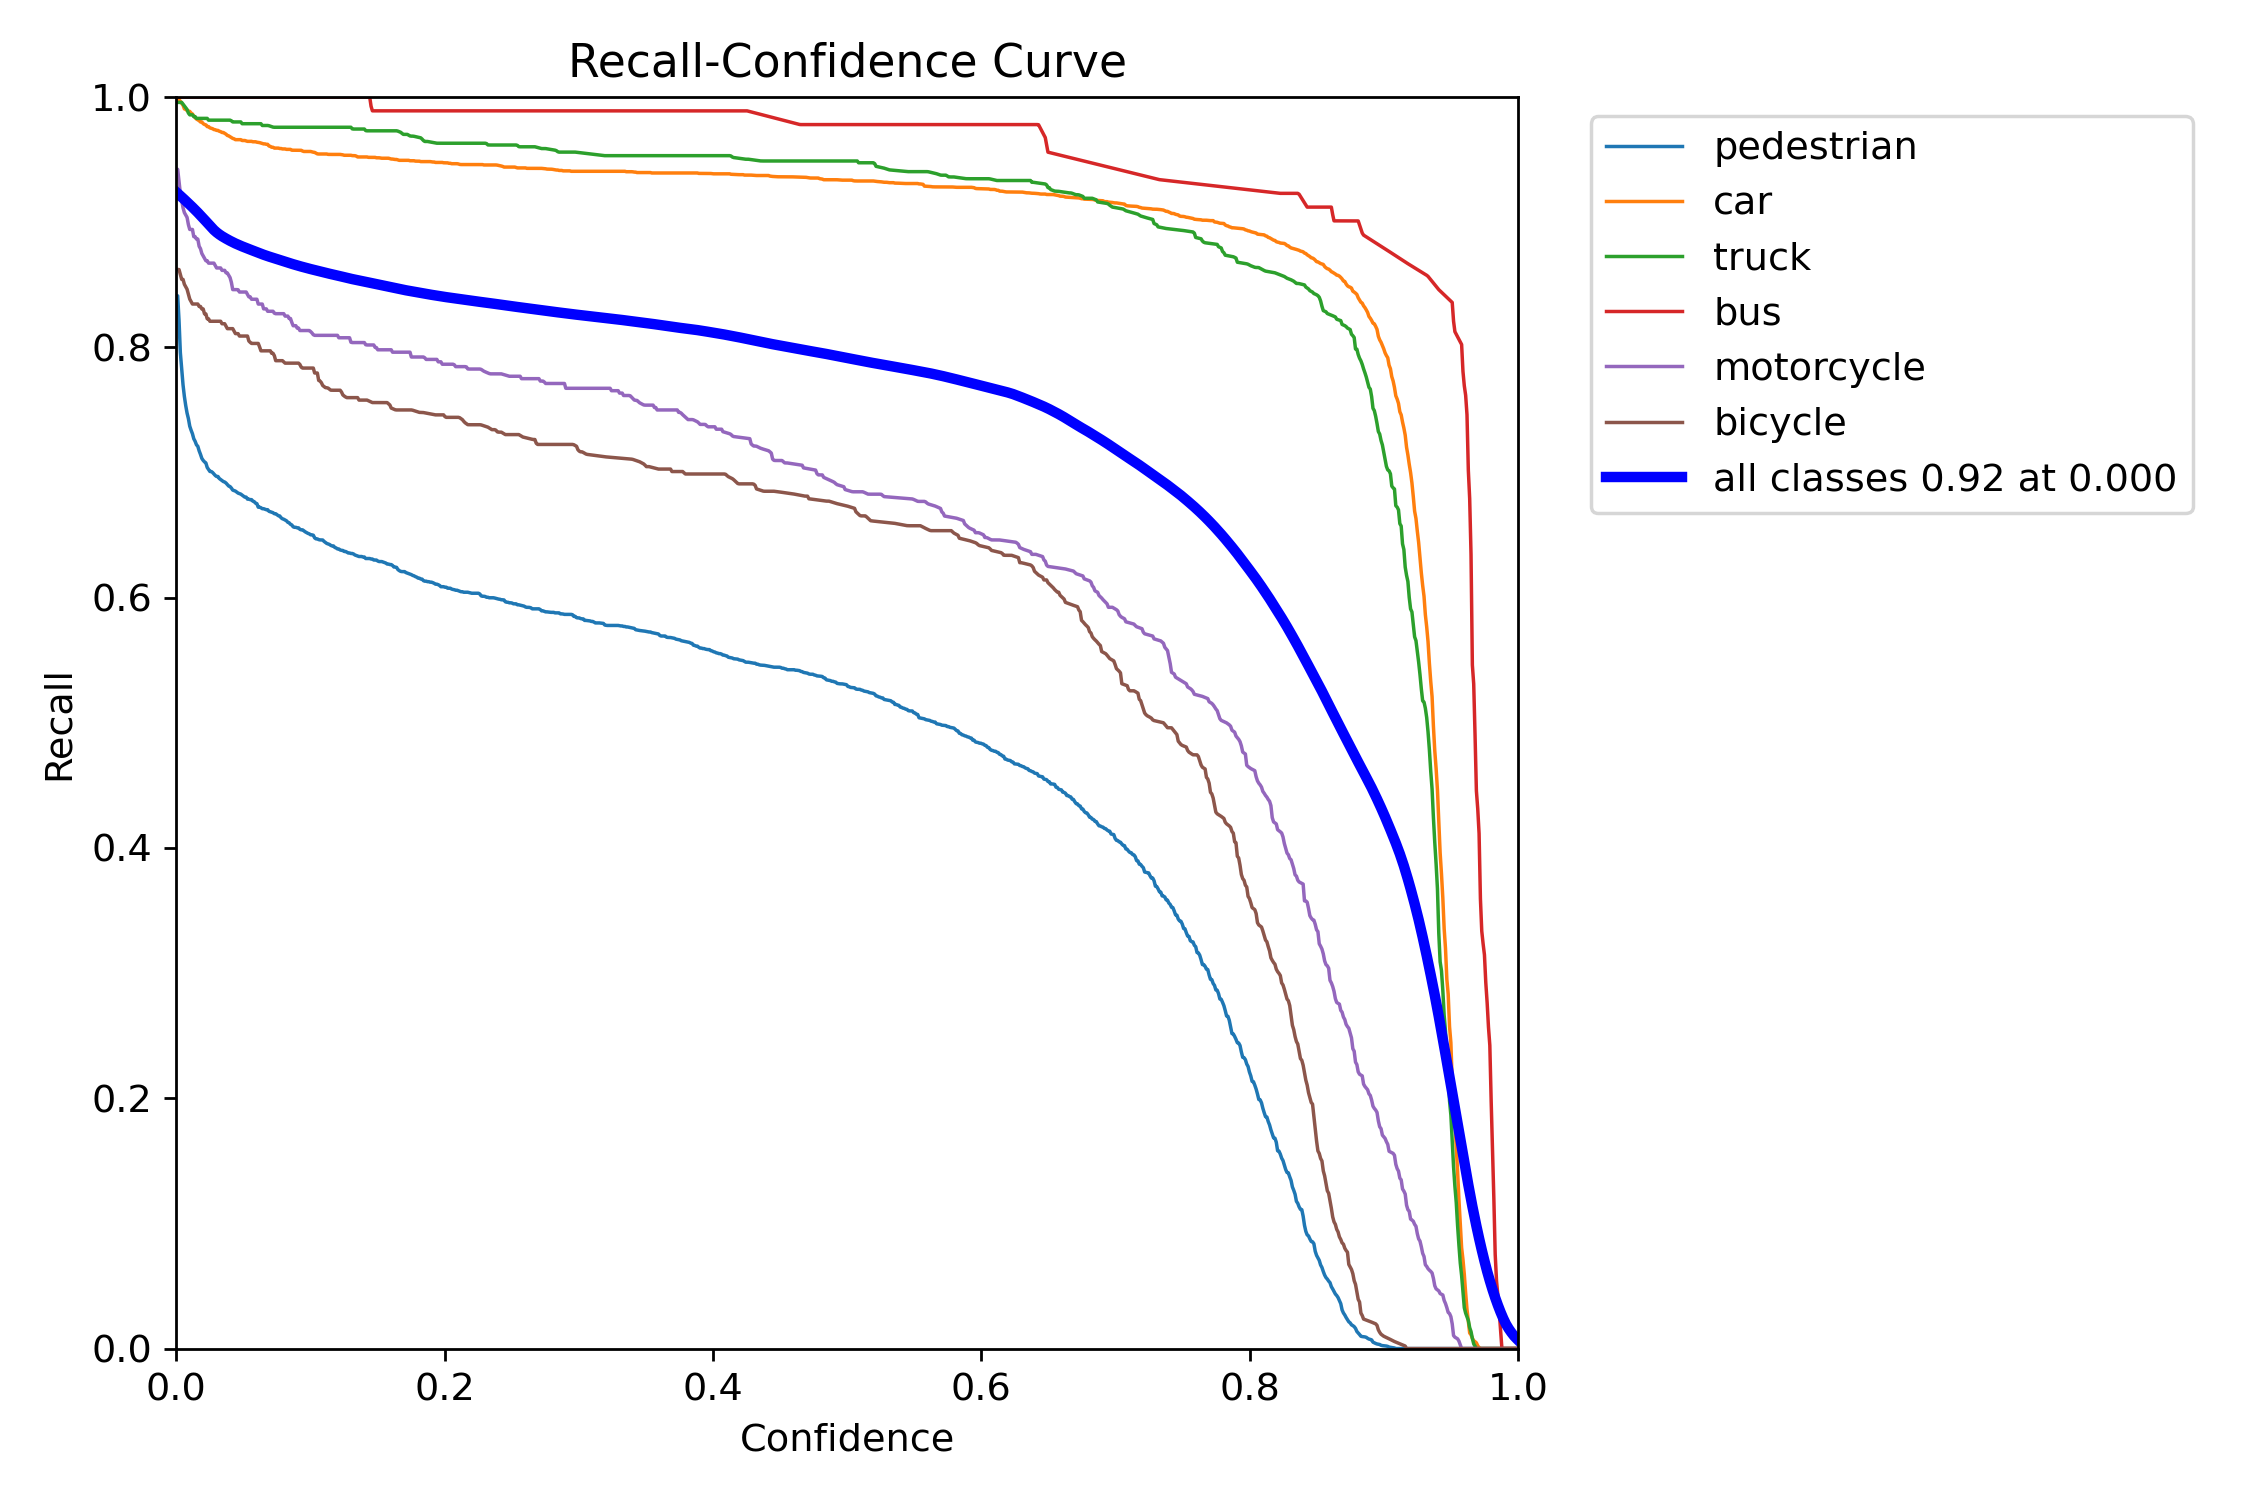 Recall-Confidence Curve
1.0
0.8
0.6
0.4
0.2
0.0
Recall
0.0 0.2 0.4 0.6 0.8 1.0
Confidence
pedestrian
car
truck
bus
motorcycle
bicycle
all classes 0.92 at 0.000